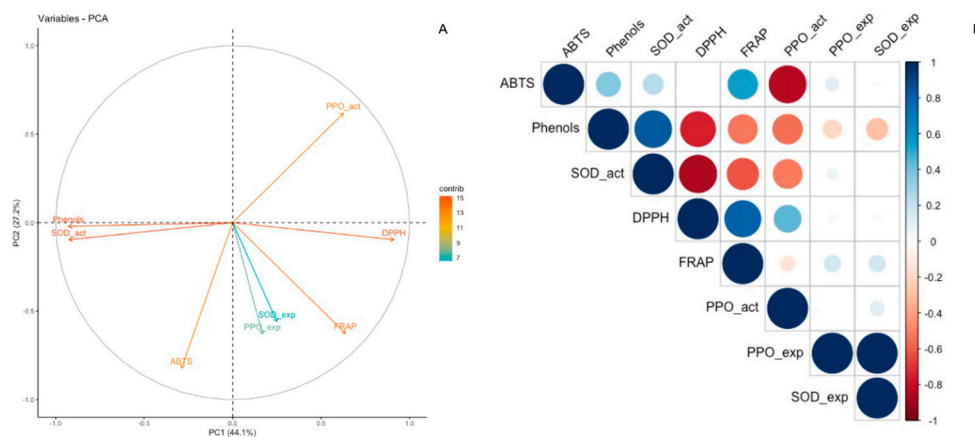 Variables - PCA
A
1.0
0.5
0.0
-0.5
-1.0
PC2 (27.2%)
-1.0
-0.5
0.0
0.5
1.0
PC1 (44.1%)
PPO_act
Phenols
SOD_act
DPPH
SOD_exp
PPO_exp
FRAP
ABTS
contrib
15
13
11
9
7
ABTS
Phenols
SOD_act
DPPH
FRAP
PPO_act
PPO_exp
SOD_exp
ABTS
Phenols
SOD_act
DPPH
FRAP
PPO_act
PPO_exp
SOD_exp
1
0.8
0.6
0.4
0.2
0
-0.2
-0.4
-0.6
-0.8
-1